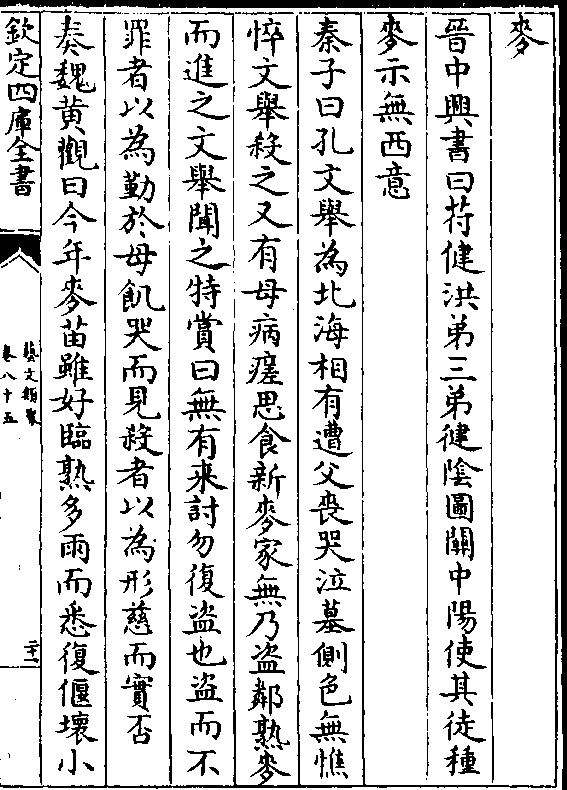 麥
晉中興書曰苻健洪第三弟健陰圖關中陽使其徒種
麥示無西意
秦子曰孔文舉為北海相有遭父喪哭泣墓側色無憔
悴文舉殺之又有母病瘥思食新麥家無乃盜鄰熟麥
而進之文舉聞之特賞曰無有来討勿復盜也盜而不
罪者以為勤於母飢哭而見殺者以為形慈而實否
奏魏黃觀曰今年麥苗雖好臨熟多雨而悉復偃壞小
欽定四庫全書
藝文類聚
卷八十五
二十一